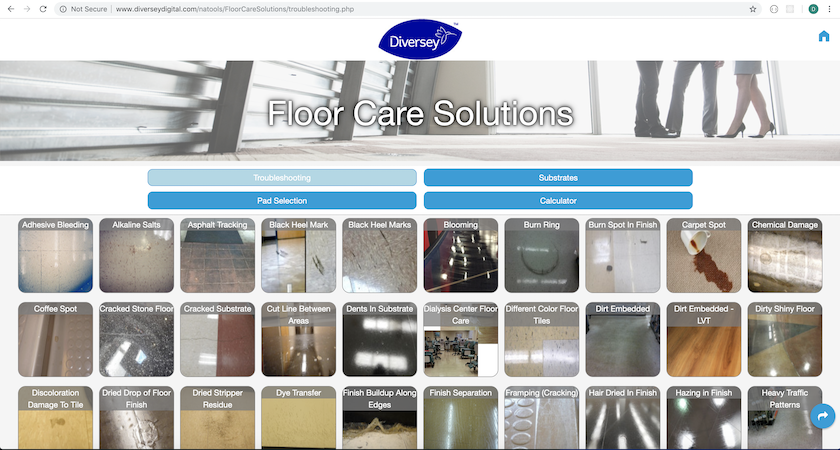 Not Secure | www.diverseydigital.com/natools/FloorCareSolutions/troubleshooting.php
D
Diversey™
Floor Care Solutions
Troubleshooting
Substrates
Pad Selection
Calculator
Adhesive Bleeding
Alkaline Salts
Asphalt Tracking
Black Heel Mark
Black Heel Marks
Blooming
Burn Ring
Burn Spot In Finish
Carpet Spot
Chemical Damage
Coffee Spot
Cracked Stone Floor
Cracked Substrate
Cut Line Between
Areas
Dents In Substrate
Dialysis Center Floor
Care
Different Color Floor
Tiles
Dirt Embedded
Dirt Embedded -
LVT
Dirty Shiny Floor
Discoloration
Damage To Tile
Dried Drop of Floor
Finish
Dried Stripper
Residue
Dye Transfer
Finish Buildup Along
Edges
Finish Separation
Framping (Cracking)
Hair Dried In Finish
Hazing in Finish
Heavy Traffic
Patterns